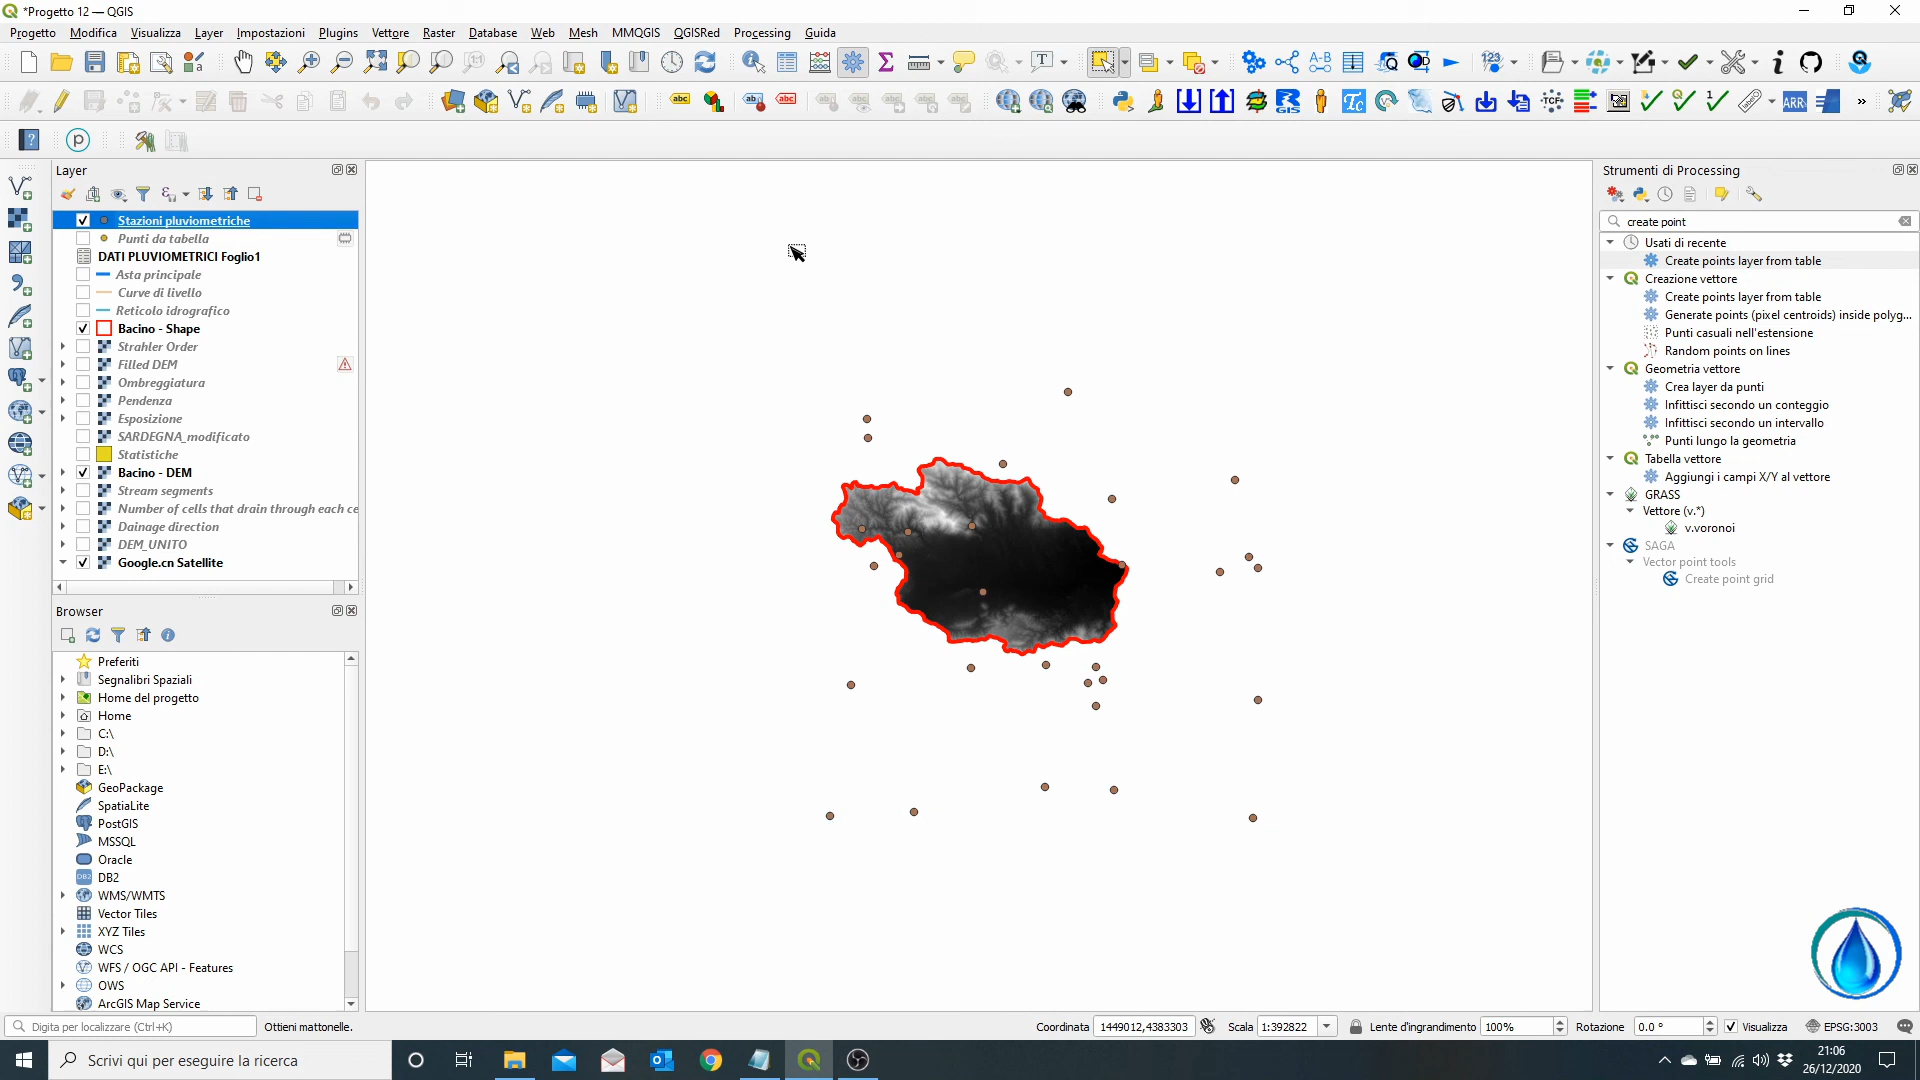 *Progetto 12 — QGIS
Progetto Modifica Visualizza Layer Impostazioni Plugins Vettore Raster Database Web Mesh MMQGIS QGISRed Processing Guida
Layer
Stazioni pluviometriche
Punti da tabella
DATI PLUVIOMETRICI Foglio1
Asta principale
Curve di livello
Reticolo idrografico
Bacino - Shape
Strahler Order
Filled DEM
Ombreggiatura
Pendenza
Esposizione
SARDEGNA_modificato
Statistiche
Bacino - DEM
Stream segments
Number of cells that drain through each ce
Dainage direction
DEM_UNITO
Google.cn Satellite
Browser
Preferiti
Segnalibri Spaziali
Home del progetto
Home
C:\
D:\
E:\
GeoPackage
SpatiaLite
PostGIS
MSSQL
Oracle
DB2
WMS/WMTS
Vector Tiles
XYZ Tiles
WCS
WFS / OGC API - Features
OWS
ArcGIS Map Service
Strumenti di Processing
create point
Usati di recente
Create points layer from table
Creazione vettore
Create points layer from table
Generate points (pixel centroids) inside polyg...
Punti casuali nell'estensione
Random points on lines
Geometria vettore
Crea layer da punti
Infittisci secondo un conteggio
Infittisci secondo un intervallo
Punti lungo la geometria
Tabella vettore
Aggiungi i campi X/Y al vettore
GRASS
Vettore (v.*)
v.voronoi
SAGA
Vector point tools
Create point grid
Digita per localizzare (Ctrl+K) Ottieni mattonelle. Coordinata 1449012,4383303 Scala 1:392822 Lente d'ingrandimento 100% Rotazione 0.0 ° Visualizza EPSG:3003
Scrivi qui per eseguire la ricerca
21:06
26/12/2020